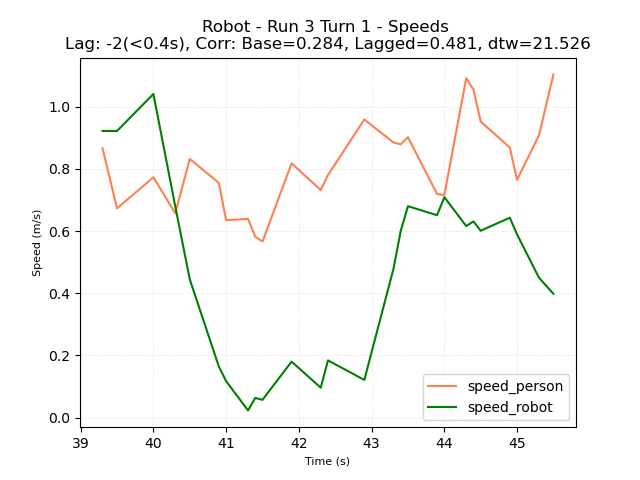 Robot - Run 3 Turn 1 - Speeds
Lag: -2(<0.4s), Corr: Base=0.284, Lagged=0.481, dtw=21.526
1.0
0.8
0.6
0.4
0.2
0.0
Speed (m/s)
speed_person
speed_robot
39 40 41 42 43 44 45
Time (s)